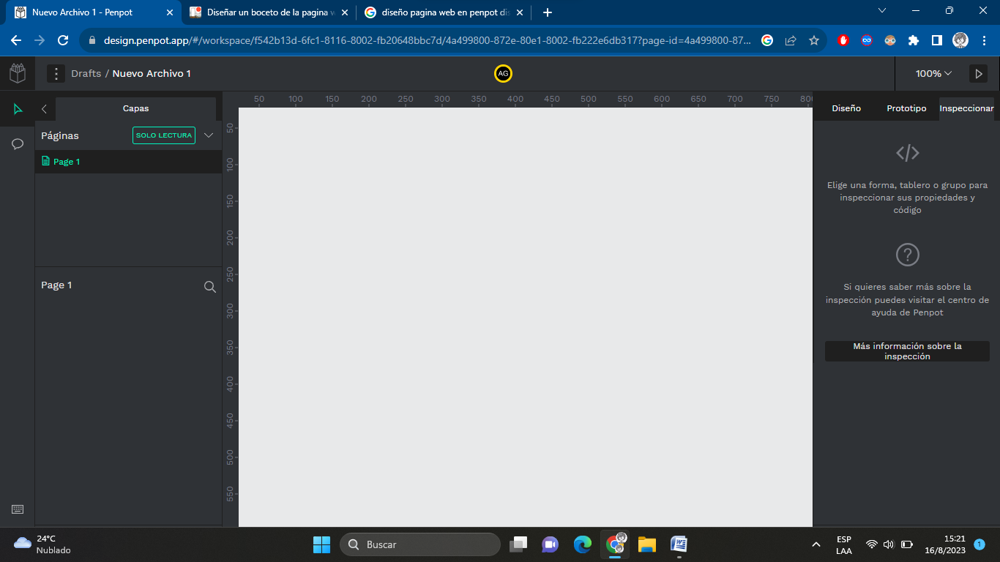 Nuevo Archivo 1 - Penpot
Diseñar un boceto de la pagina w
diseño pagina web en penpot dis
design.penpot.app/#/workspace/f542b13d-6fc1-8116-8002-fb20648bbc7d/4a499800-872e-80e1-8002-fb222e6db317?page-id=4a499800-87...
Drafts / Nuevo Archivo 1
AG
100%
Capas
Páginas
SOLO LECTURA
Page 1
Page 1
50 100 150 200 250 300 350 400 450 500 550 600 650 700 750 800
50
100
150
200
250
300
350
400
450
500
550
Diseño
Prototipo
Inspeccionar
Elige una forma, tablero o grupo para
inspeccionar sus propiedades y
código
Si quieres saber más sobre la
inspección puedes visitar el centro de
ayuda de Penpot
Más información sobre la
inspección
24°C
Nublado
Buscar
ESP
LAA
15:21
16/8/2023
1